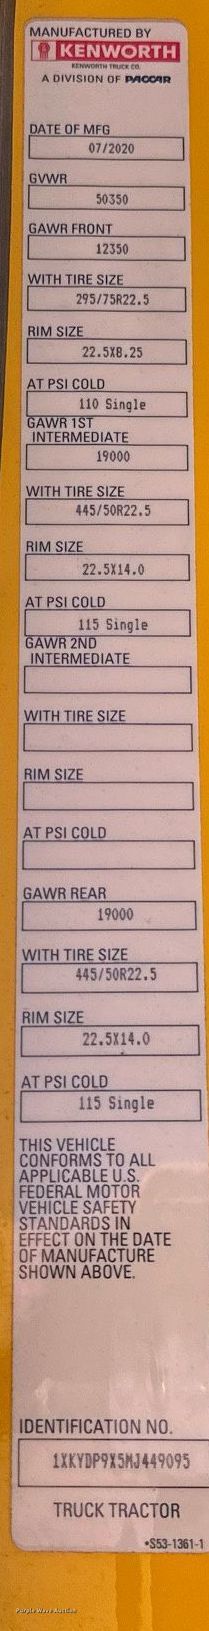 MANUFACTURED BY
KENWORTH
KENWORTH TRUCK CO.
A DIVISION OF PACCAR
DATE OF MFG
07/2020
GVWR
50350
GAWR FRONT
12350
WITH TIRE SIZE
295/75R22.5
RIM SIZE
22.5X8.25
AT PSI COLD
110 Single
GAWR 1ST
INTERMEDIATE
19000
WITH TIRE SIZE
445/50R22.5
RIM SIZE
22.5X14.0
AT PSI COLD
115 Single
GAWR 2ND
INTERMEDIATE
WITH TIRE SIZE
RIM SIZE
AT PSI COLD
GAWR REAR
19000
WITH TIRE SIZE
445/50R22.5
RIM SIZE
22.5X14.0
AT PSI COLD
115 Single
THIS VEHICLE
CONFORMS TO ALL
APPLICABLE U.S.
FEDERAL MOTOR
VEHICLE SAFETY
STANDARDS IN
EFFECT ON THE DATE
OF MANUFACTURE
SHOWN ABOVE.
IDENTIFICATION NO.
1XKYDP9X5MJ449095
TRUCK TRACTOR
*S53-1361-1
Purple Wave Auction